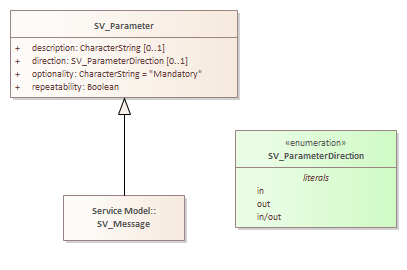 SV_Parameter
+ description: CharacterString [0..1]
+ direction: SV_ParameterDirection [0..1]
+ optionality: CharacterString = "Mandatory"
+ repeatability: Boolean
«enumeration»
SV_ParameterDirection
literals
in
out
in/out
Service Model::
SV_Message